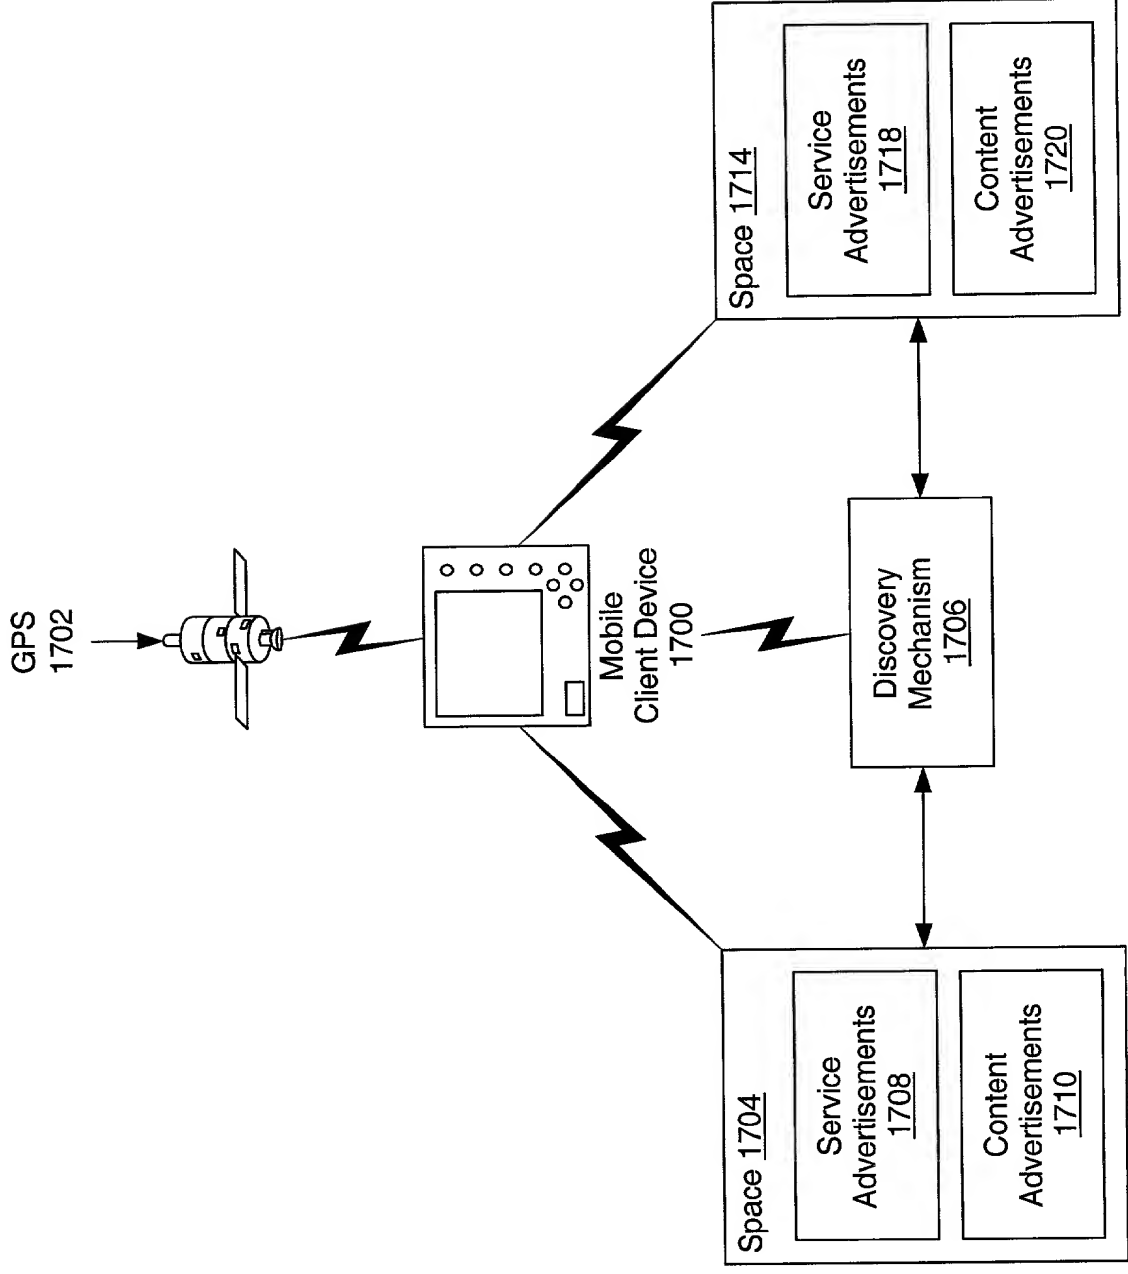 GPS
1702
Mobile
Client Device
1700
Space 1704
Service
Advertisements
1708
Content
Advertisements
1710
Discovery
Mechanism
1706
Space 1714
Service
Advertisements
1718
Content
Advertisements
1720